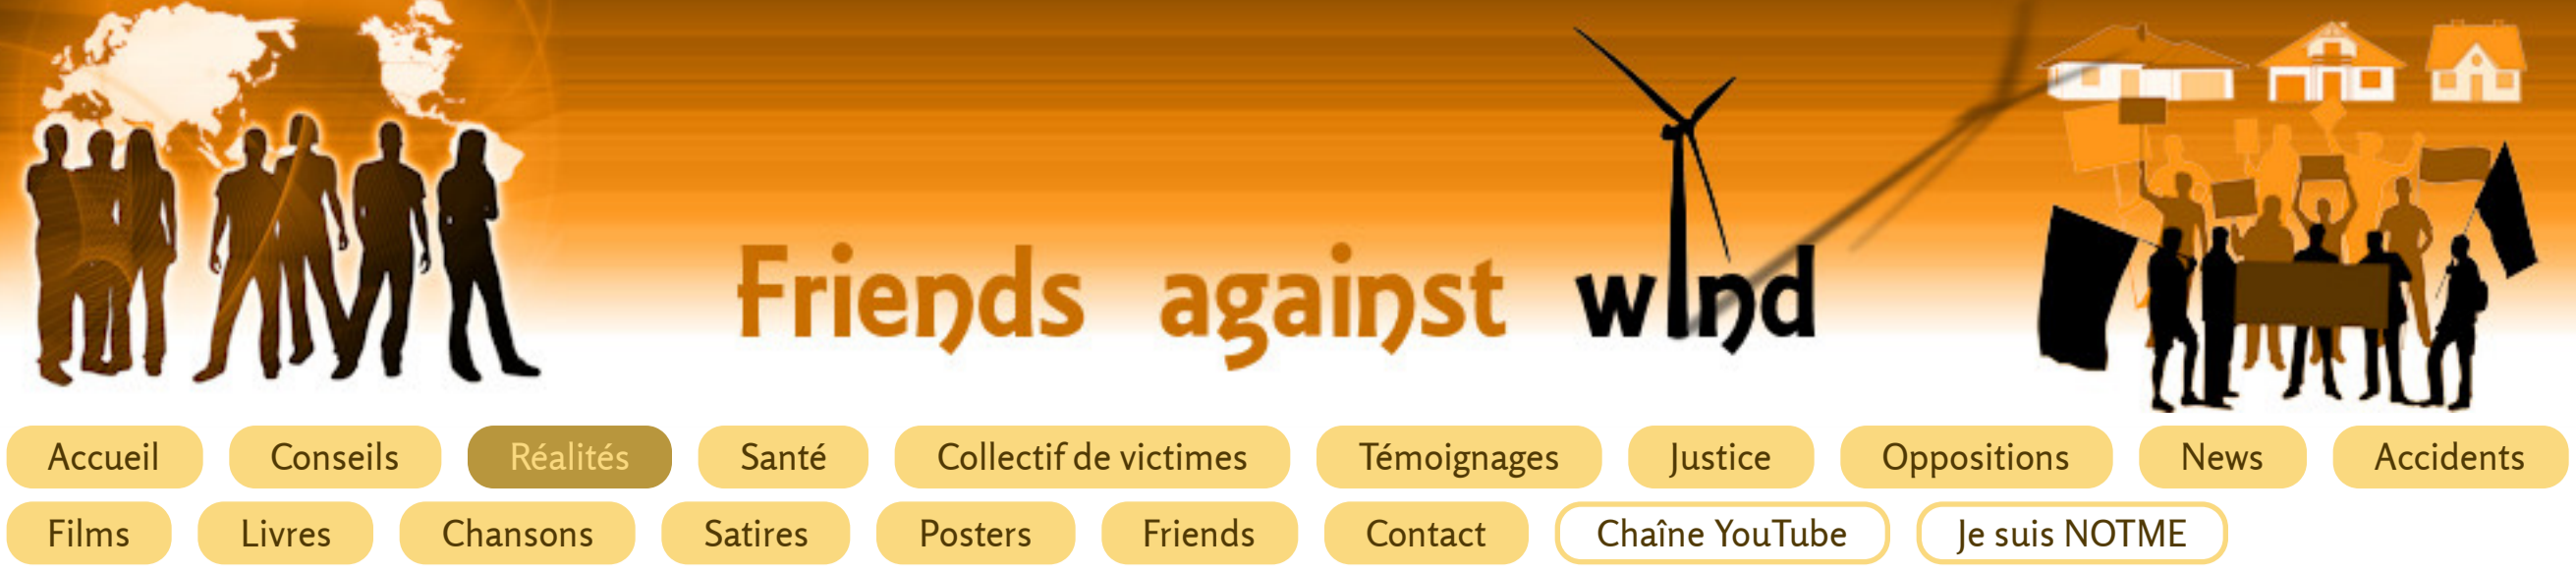 Friends against wind
Accueil Conseils Réalités Santé Collectif de victimes Témoignages Justice Oppositions News Accidents
Films Livres Chansons Satires Posters Friends Contact Chaîne YouTube Je suis NOTME